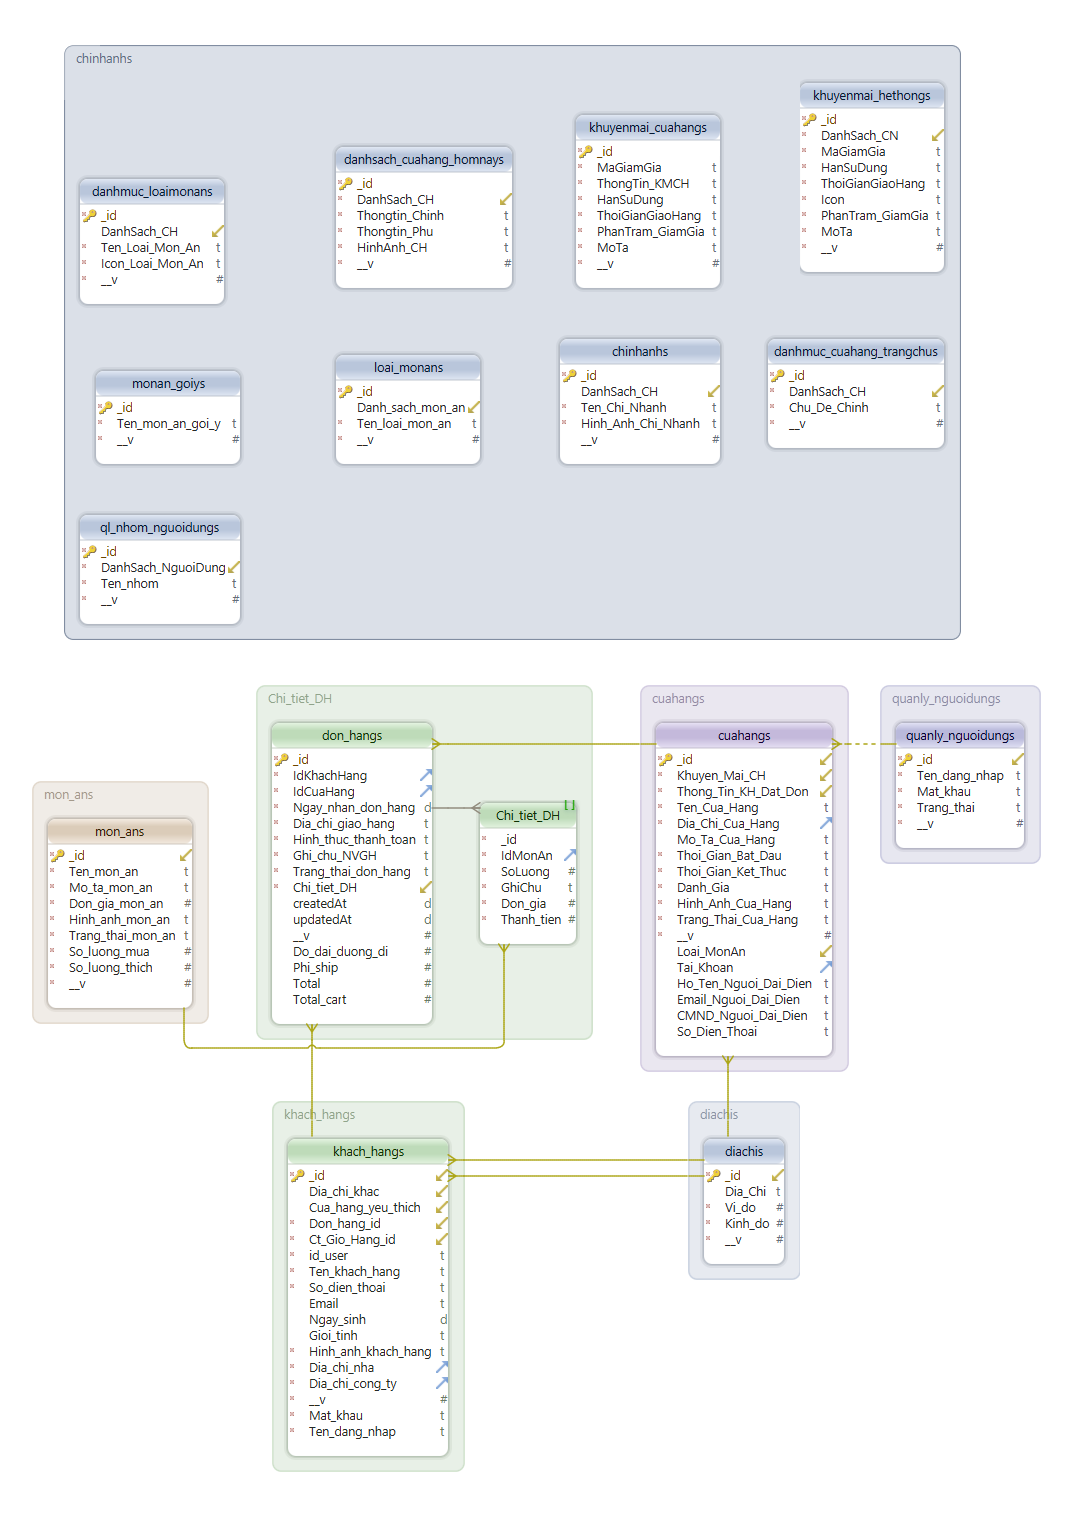 chinhanhs
khuyenmai_hethongs
_id
DanhSach_CN
MaGiamGia t
HanSuDung t
ThoiGianGiaoHang t
Icon t
PhanTram_GiamGia t
MoTa t
__v #
khuyenmai_cuahangs
_id
MaGiamGia t
ThongTin_KMCH t
HanSuDung t
ThoiGianGiaoHang t
PhanTram_GiamGia t
MoTa t
__v #
danhsach_cuahang_homnays
_id
DanhSach_CH
Thongtin_Chinh t
Thongtin_Phu t
HinhAnh_CH t
__v #
danhmuc_loaimonans
_id
DanhSach_CH
Ten_Loai_Mon_An t
Icon_Loai_Mon_An t
__v #
monan_goiys
_id
Ten_mon_an_goi_y t
__v #
loai_monans
_id
Danh_sach_mon_an
Ten_loai_mon_an t
__v #
chinhanhs
_id
DanhSach_CH
Ten_Chi_Nhanh t
Hinh_Anh_Chi_Nhanh t
__v #
danhmuc_cuahang_trangchus
_id
DanhSach_CH
Chu_De_Chinh t
__v #
ql_nhom_nguoidungs
_id
DanhSach_NguoiDung
Ten_nhom t
__v #
Chi_tiet_DH
don_hangs
_id
IdKhachHang
IdCuaHang
Ngay_nhan_don_hang d
Dia_chi_giao_hang t
Hinh_thuc_thanh_toan t
Ghi_chu_NVGH t
Trang_thai_don_hang t
Chi_tiet_DH
createdAt d
updatedAt d
__v #
Do_dai_duong_di #
Phi_ship #
Total #
Total_cart #
Chi_tiet_DH [ ]
_id
IdMonAn
SoLuong #
GhiChu t
Don_gia #
Thanh_tien #
cuahangs
cuahangs
_id
Khuyen_Mai_CH
Thong_Tin_KH_Dat_Don
Ten_Cua_Hang t
Dia_Chi_Cua_Hang
Mo_Ta_Cua_Hang t
Thoi_Gian_Bat_Dau t
Thoi_Gian_Ket_Thuc t
Danh_Gia t
Hinh_Anh_Cua_Hang t
Trang_Thai_Cua_Hang t
__v #
Loai_MonAn
Tai_Khoan
Ho_Ten_Nguoi_Dai_Dien t
Email_Nguoi_Dai_Dien t
CMND_Nguoi_Dai_Dien t
So_Dien_Thoai t
quanly_nguoidungs
quanly_nguoidungs
_id
Ten_dang_nhap t
Mat_khau t
Trang_thai t
__v #
mon_ans
mon_ans
_id
Ten_mon_an t
Mo_ta_mon_an t
Don_gia_mon_an #
Hinh_anh_mon_an t
Trang_thai_mon_an t
So_luong_mua #
So_luong_thich #
__v #
khach_hangs
khach_hangs
_id
Dia_chi_khac
Cua_hang_yeu_thich
Don_hang_id
Ct_Gio_Hang_id
id_user t
Ten_khach_hang t
So_dien_thoai t
Email t
Ngay_sinh d
Gioi_tinh t
Hinh_anh_khach_hang t
Dia_chi_nha
Dia_chi_cong_ty
__v #
Mat_khau t
Ten_dang_nhap t
diachis
diachis
_id
Dia_Chi t
Vi_do #
Kinh_do #
__v #